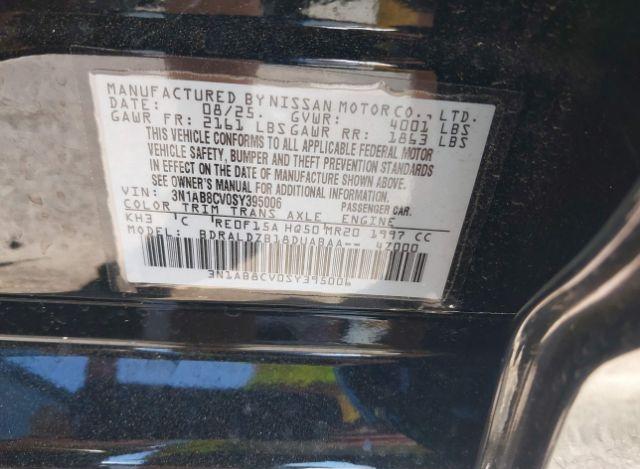 MANUFACTURED BY NISSAN MOTOR CO., LTD.
DATE: 08/25. GVWR: 4001 LBS
GAWR FR: 2161 LBS GAWR RR: 1863 LBS
THIS VEHICLE CONFORMS TO ALL APPLICABLE FEDERAL MOTOR
VEHICLE SAFETY, BUMPER AND THEFT PREVENTION STANDARDS
IN EFFECT ON THE DATE OF MANUFACTURE SHOWN ABOVE.
SEE OWNER'S MANUAL FOR ADDITIONAL INFORMATION
VIN: 3N1AB8CV0SY395006 PASSENGER CAR.
COLOR TRIM TRANS AXLE ENGINE
KH3 C RE0F15A HQ50 MR20 1997 CC
BDRALDZB18DUABAA-- 47000
3N1AB8CV0SY395006